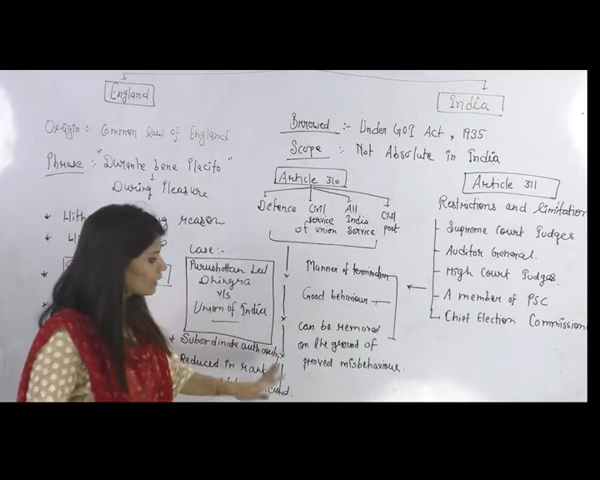 England
Origin :- Common law of England
Phrase :- "Durante bene Placito"
During Pleasure
reason
Case :-
Purushottan Lal
Dhingra
v/s
Union of India
* Subordinate
Reduced in
India
Borrowed :- Under GOI Act, 1935
Scope :- Not Absolute in India
Article 310
Defence
Civil service of union
All India Service
Civil post
Manner of termination
Good behaviour
can be removed
on the ground of
proved misbehaviour.
Article 311
Restrictions and limitation
Supreme Court Judges
Auditor General.
High Court Judges.
A member of PSC
Chief Election Commission